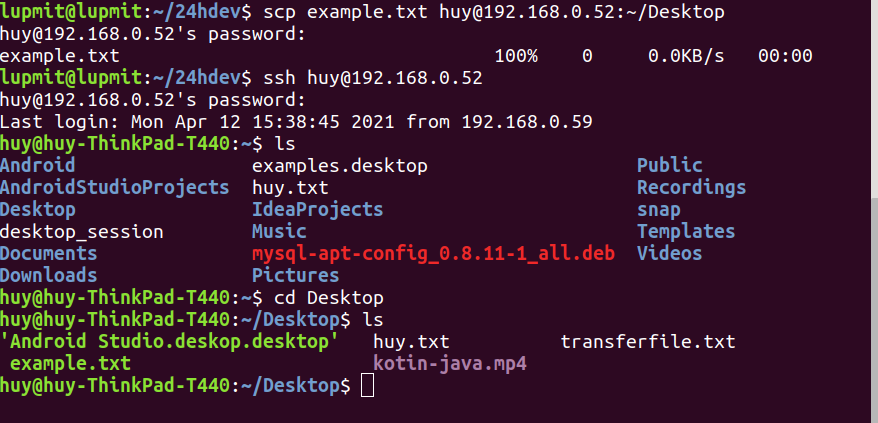 lupmit@lupmit:~/24hdev$ scp example.txt huy@192.168.0.52:~/Desktop
huy@192.168.0.52's password:
example.txt                                   100%    0     0.0KB/s   00:00
lupmit@lupmit:~/24hdev$ ssh huy@192.168.0.52
huy@192.168.0.52's password:
Last login: Mon Apr 12 15:38:45 2021 from 192.168.0.59
huy@huy-ThinkPad-T440:~$ ls
Android                examples.desktop                   Public
AndroidStudioProjects  huy.txt                            Recordings
Desktop                IdeaProjects                       snap
desktop_session        Music                              Templates
Documents              mysql-apt-config_0.8.11-1_all.deb  Videos
Downloads              Pictures
huy@huy-ThinkPad-T440:~$ cd Desktop
huy@huy-ThinkPad-T440:~/Desktop$ ls
'Android Studio.deskop.desktop'   huy.txt          transferfile.txt
 example.txt                      kotin-java.mp4
huy@huy-ThinkPad-T440:~/Desktop$